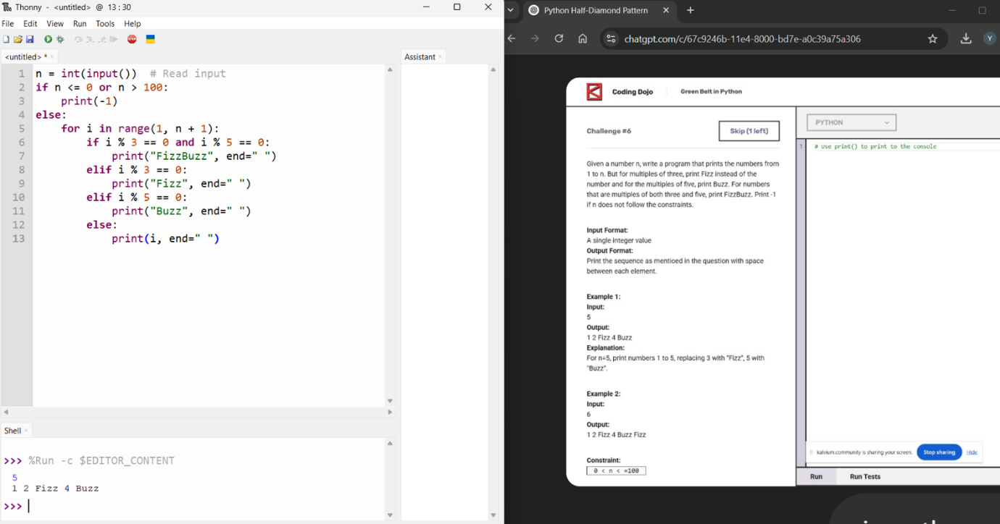 Thonny - <untitled> @ 13 : 30
File Edit View Run Tools Help
<untitled> * ×
1 n = int(input())  # Read input
2 if n <= 0 or n > 100:
3     print(-1)
4 else:
5     for i in range(1, n + 1):
6         if i % 3 == 0 and i % 5 == 0:
7             print("FizzBuzz", end=" ")
8         elif i % 3 == 0:
9             print("Fizz", end=" ")
10         elif i % 5 == 0:
11             print("Buzz", end=" ")
12         else:
13             print(i, end=" ")
Assistant ×
Shell ×
>>> %Run -c $EDITOR_CONTENT
5
1 2 Fizz 4 Buzz
>>>
Python Half-Diamond Pattern
chatgpt.com/c/67c9246b-11e4-8000-bd7e-a0c39a75a306
Y
Coding Dojo
Green Belt in Python
Challenge #6
Skip (1 left)
Given a number n, write a program that prints the numbers from
1 to n. But for multiples of three, print Fizz instead of the
number and for the multiples of five, print Buzz. For numbers
that are multiples of both three and five, print FizzBuzz. Print -1
if n does not follow the constraints.
Input Format:
A single integer value
Output Format:
Print the sequence as mentioed in the question with space
between each element.
Example 1:
Input:
5
Output:
1 2 Fizz 4 Buzz
Explanation:
For n=5, print numbers 1 to 5, replacing 3 with "Fizz", 5 with
"Buzz".
Example 2:
Input:
6
Output:
1 2 Fizz 4 Buzz Fizz
Constraint:
0 < n < =100
PYTHON
1 # Use print() to print to the console
kalvium.community is sharing your screen.
Stop sharing
Hide
Run
Run Tests